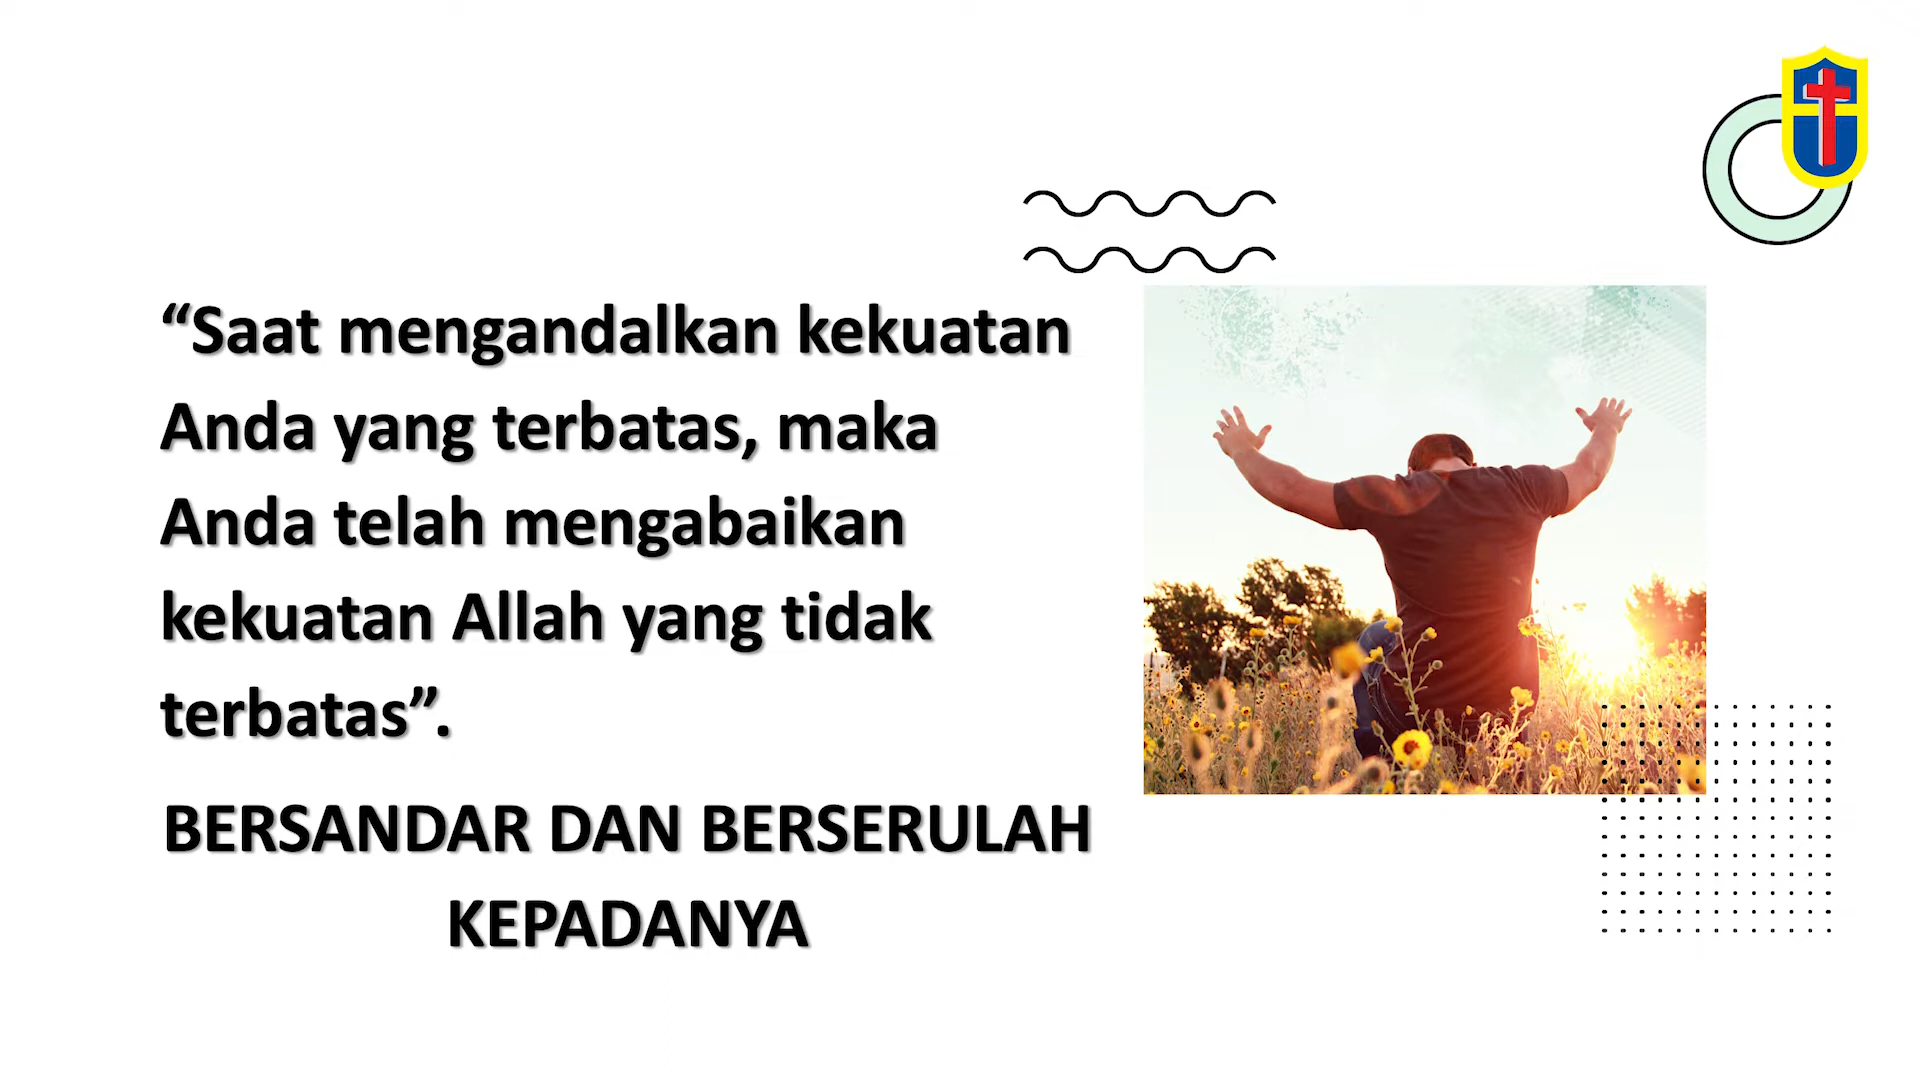 “Saat mengandalkan kekuatan
Anda yang terbatas, maka
Anda telah mengabaikan
kekuatan Allah yang tidak
terbatas”.
BERSANDAR DAN BERSERULAH
KEPADANYA